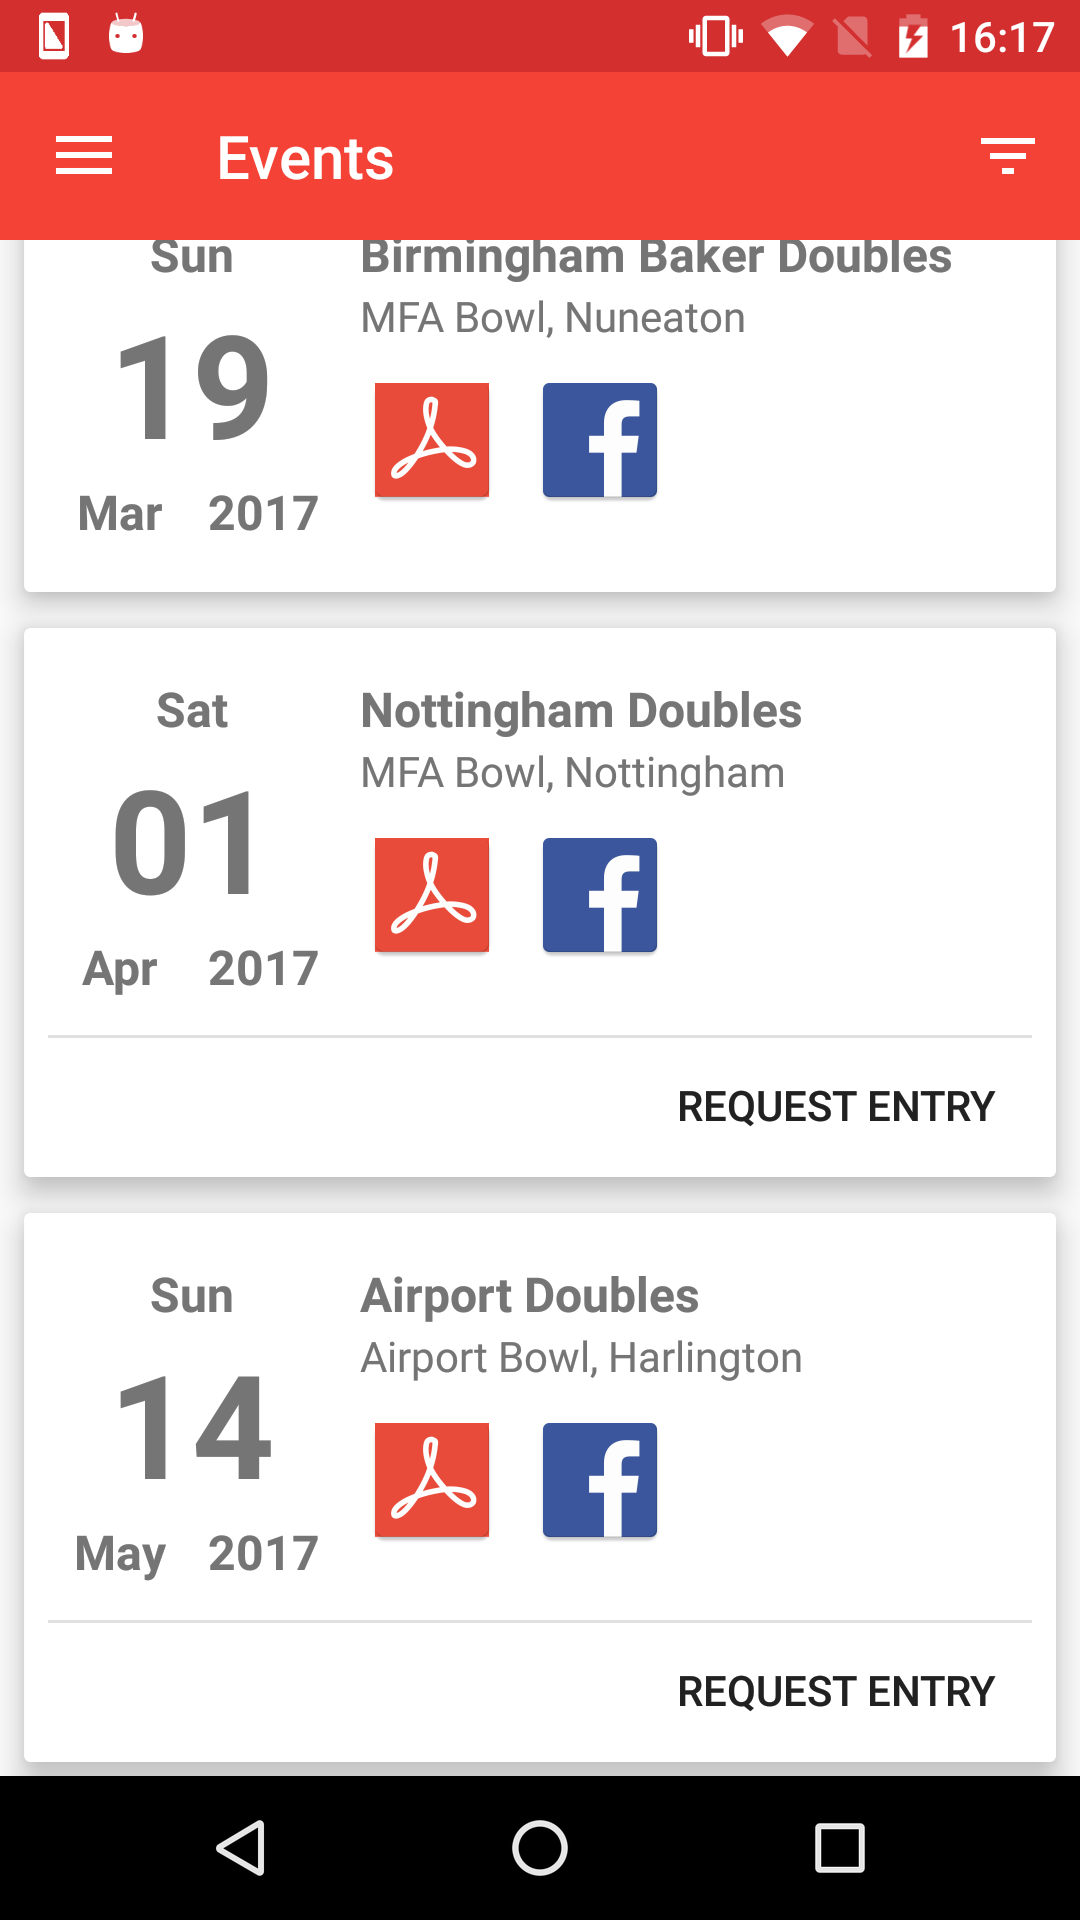 16:17
Events
Sun
Birmingham Baker Doubles
MFA Bowl, Nuneaton
19
Mar 2017
Sat
Nottingham Doubles
MFA Bowl, Nottingham
01
Apr 2017
REQUEST ENTRY
Sun
Airport Doubles
Airport Bowl, Harlington
14
May 2017
REQUEST ENTRY